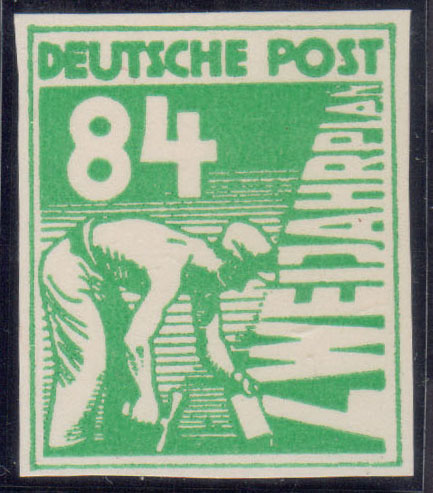 DEUTSCHE POST
84
ZWEIJAHRPLAN